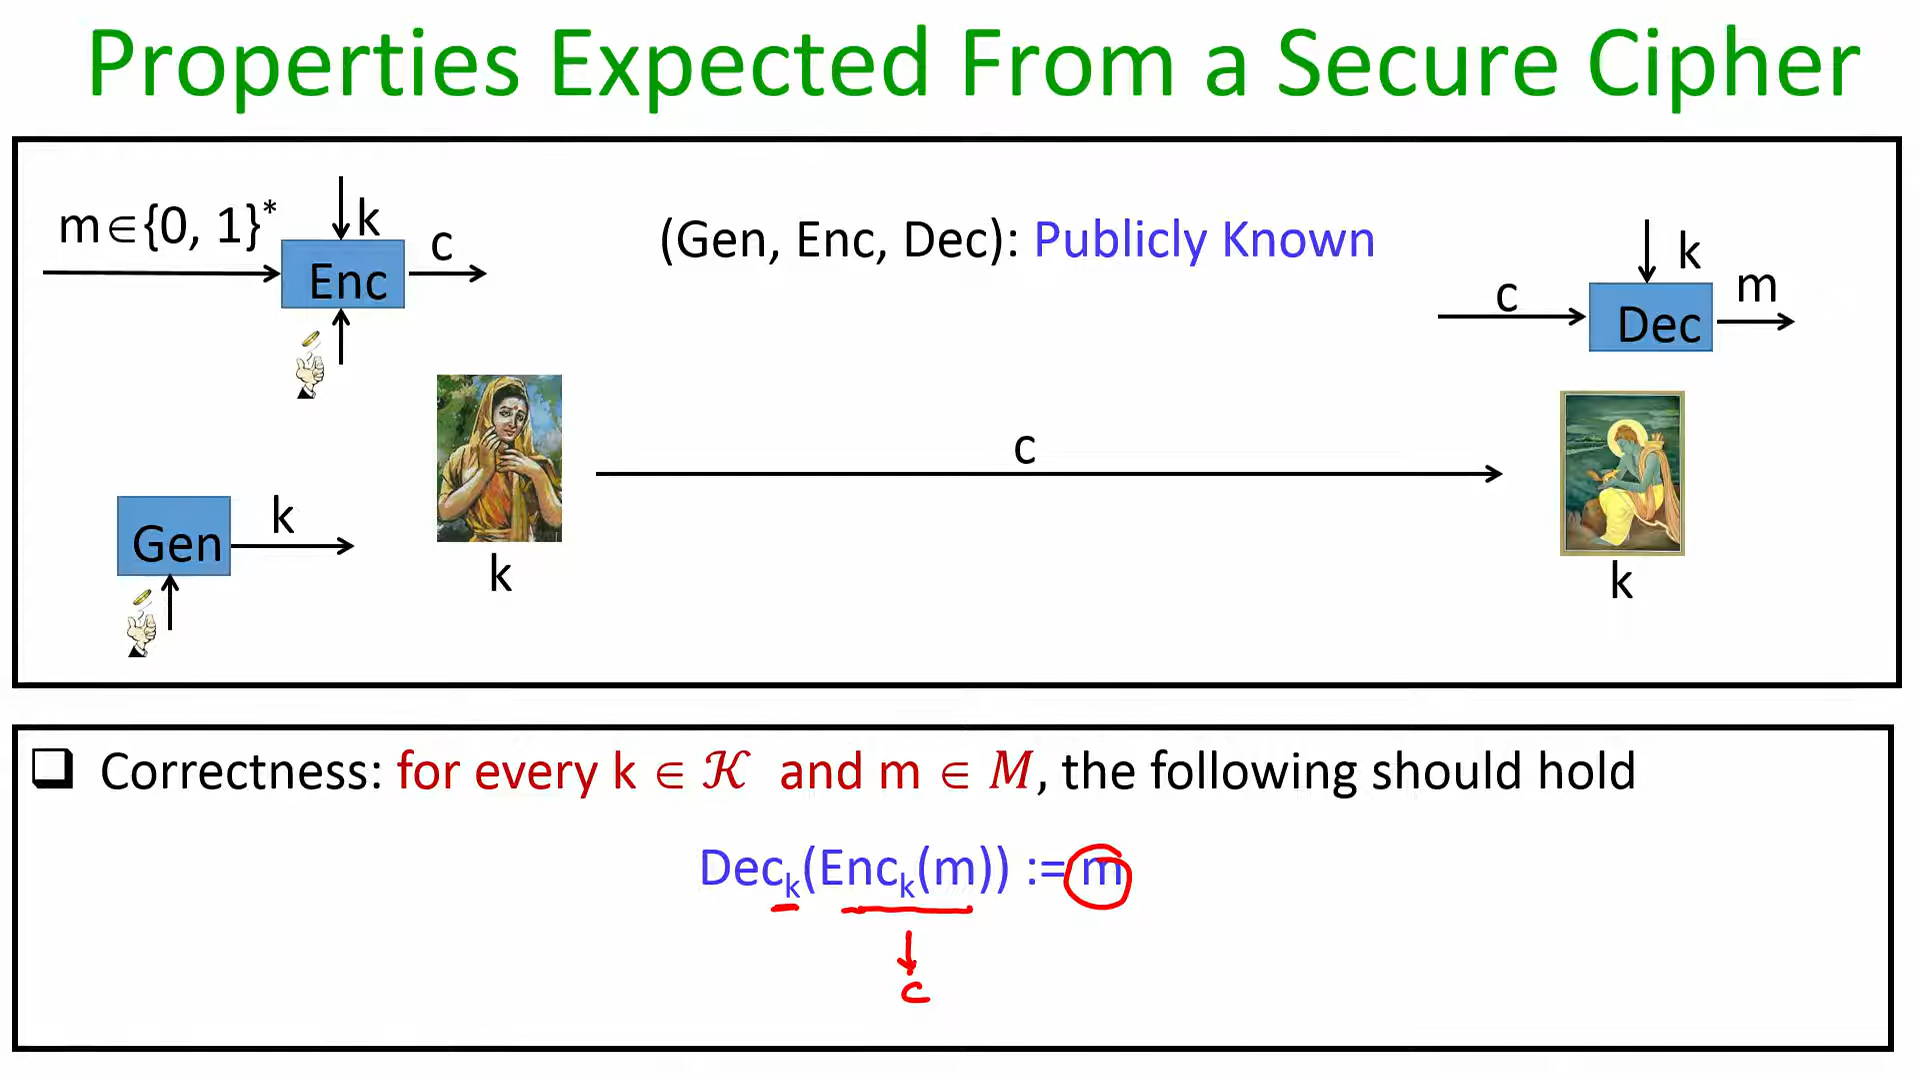 Properties Expected From a Secure Cipher
m∈{0, 1}*
k
c
Enc
(Gen, Enc, Dec): Publicly Known
k
c
m
Dec
c
Gen
k
k
k
❑ Correctness: for every k ∈ 𝒦 and m ∈ ℳ, the following should hold
Decₖ(Encₖ(m)) := m
c